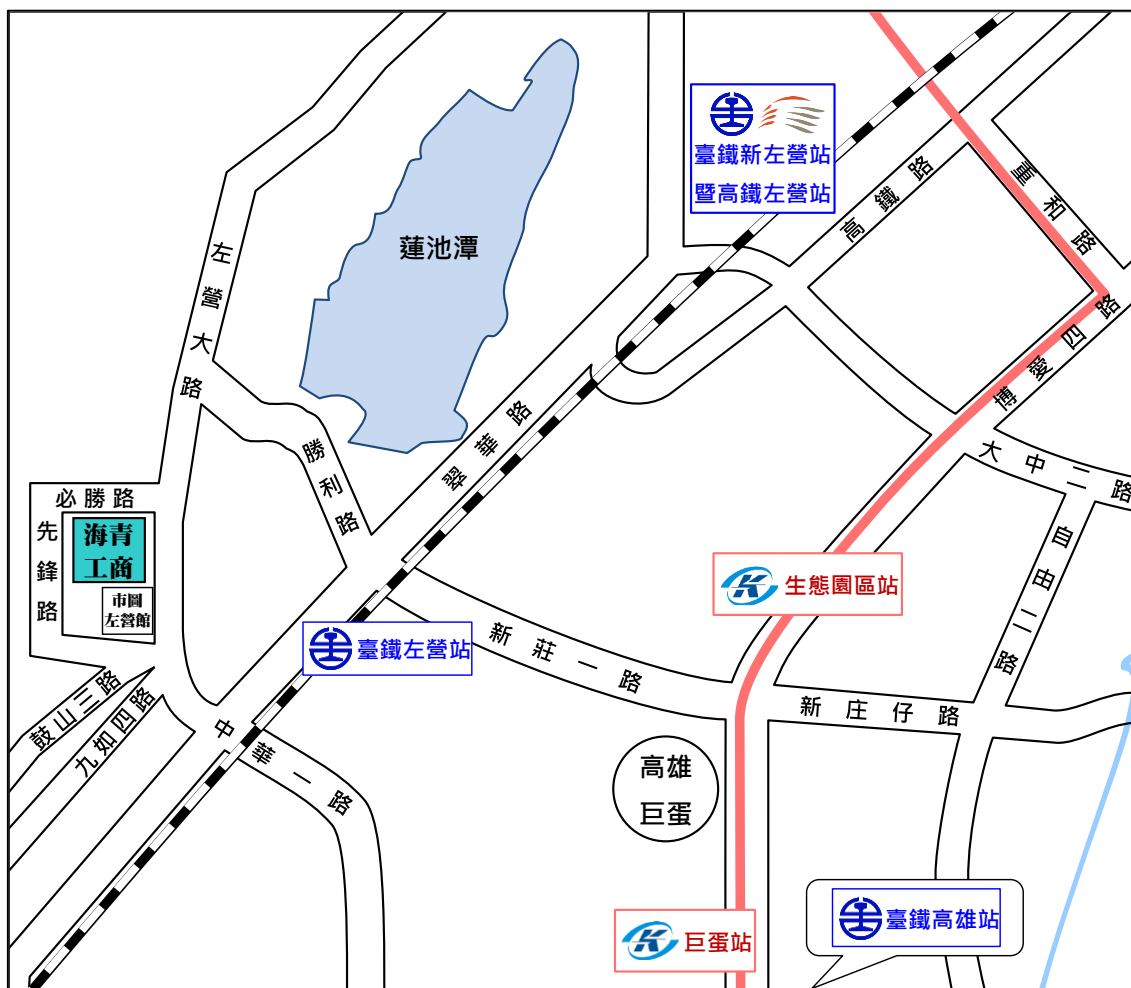 臺鐵新左營站
暨高鐵左營站
高鐵路
重和路
左營大路
蓮池潭
博愛四路
翠華路
勝利路
大中二路
必勝路
先鋒路
海青
工商
市圖
左營館
自由二路
生態園區站
臺鐵左營站
新莊一路
新庄仔路
鼓山三路
九如四路
中華一路
高雄
巨蛋
巨蛋站
臺鐵高雄站